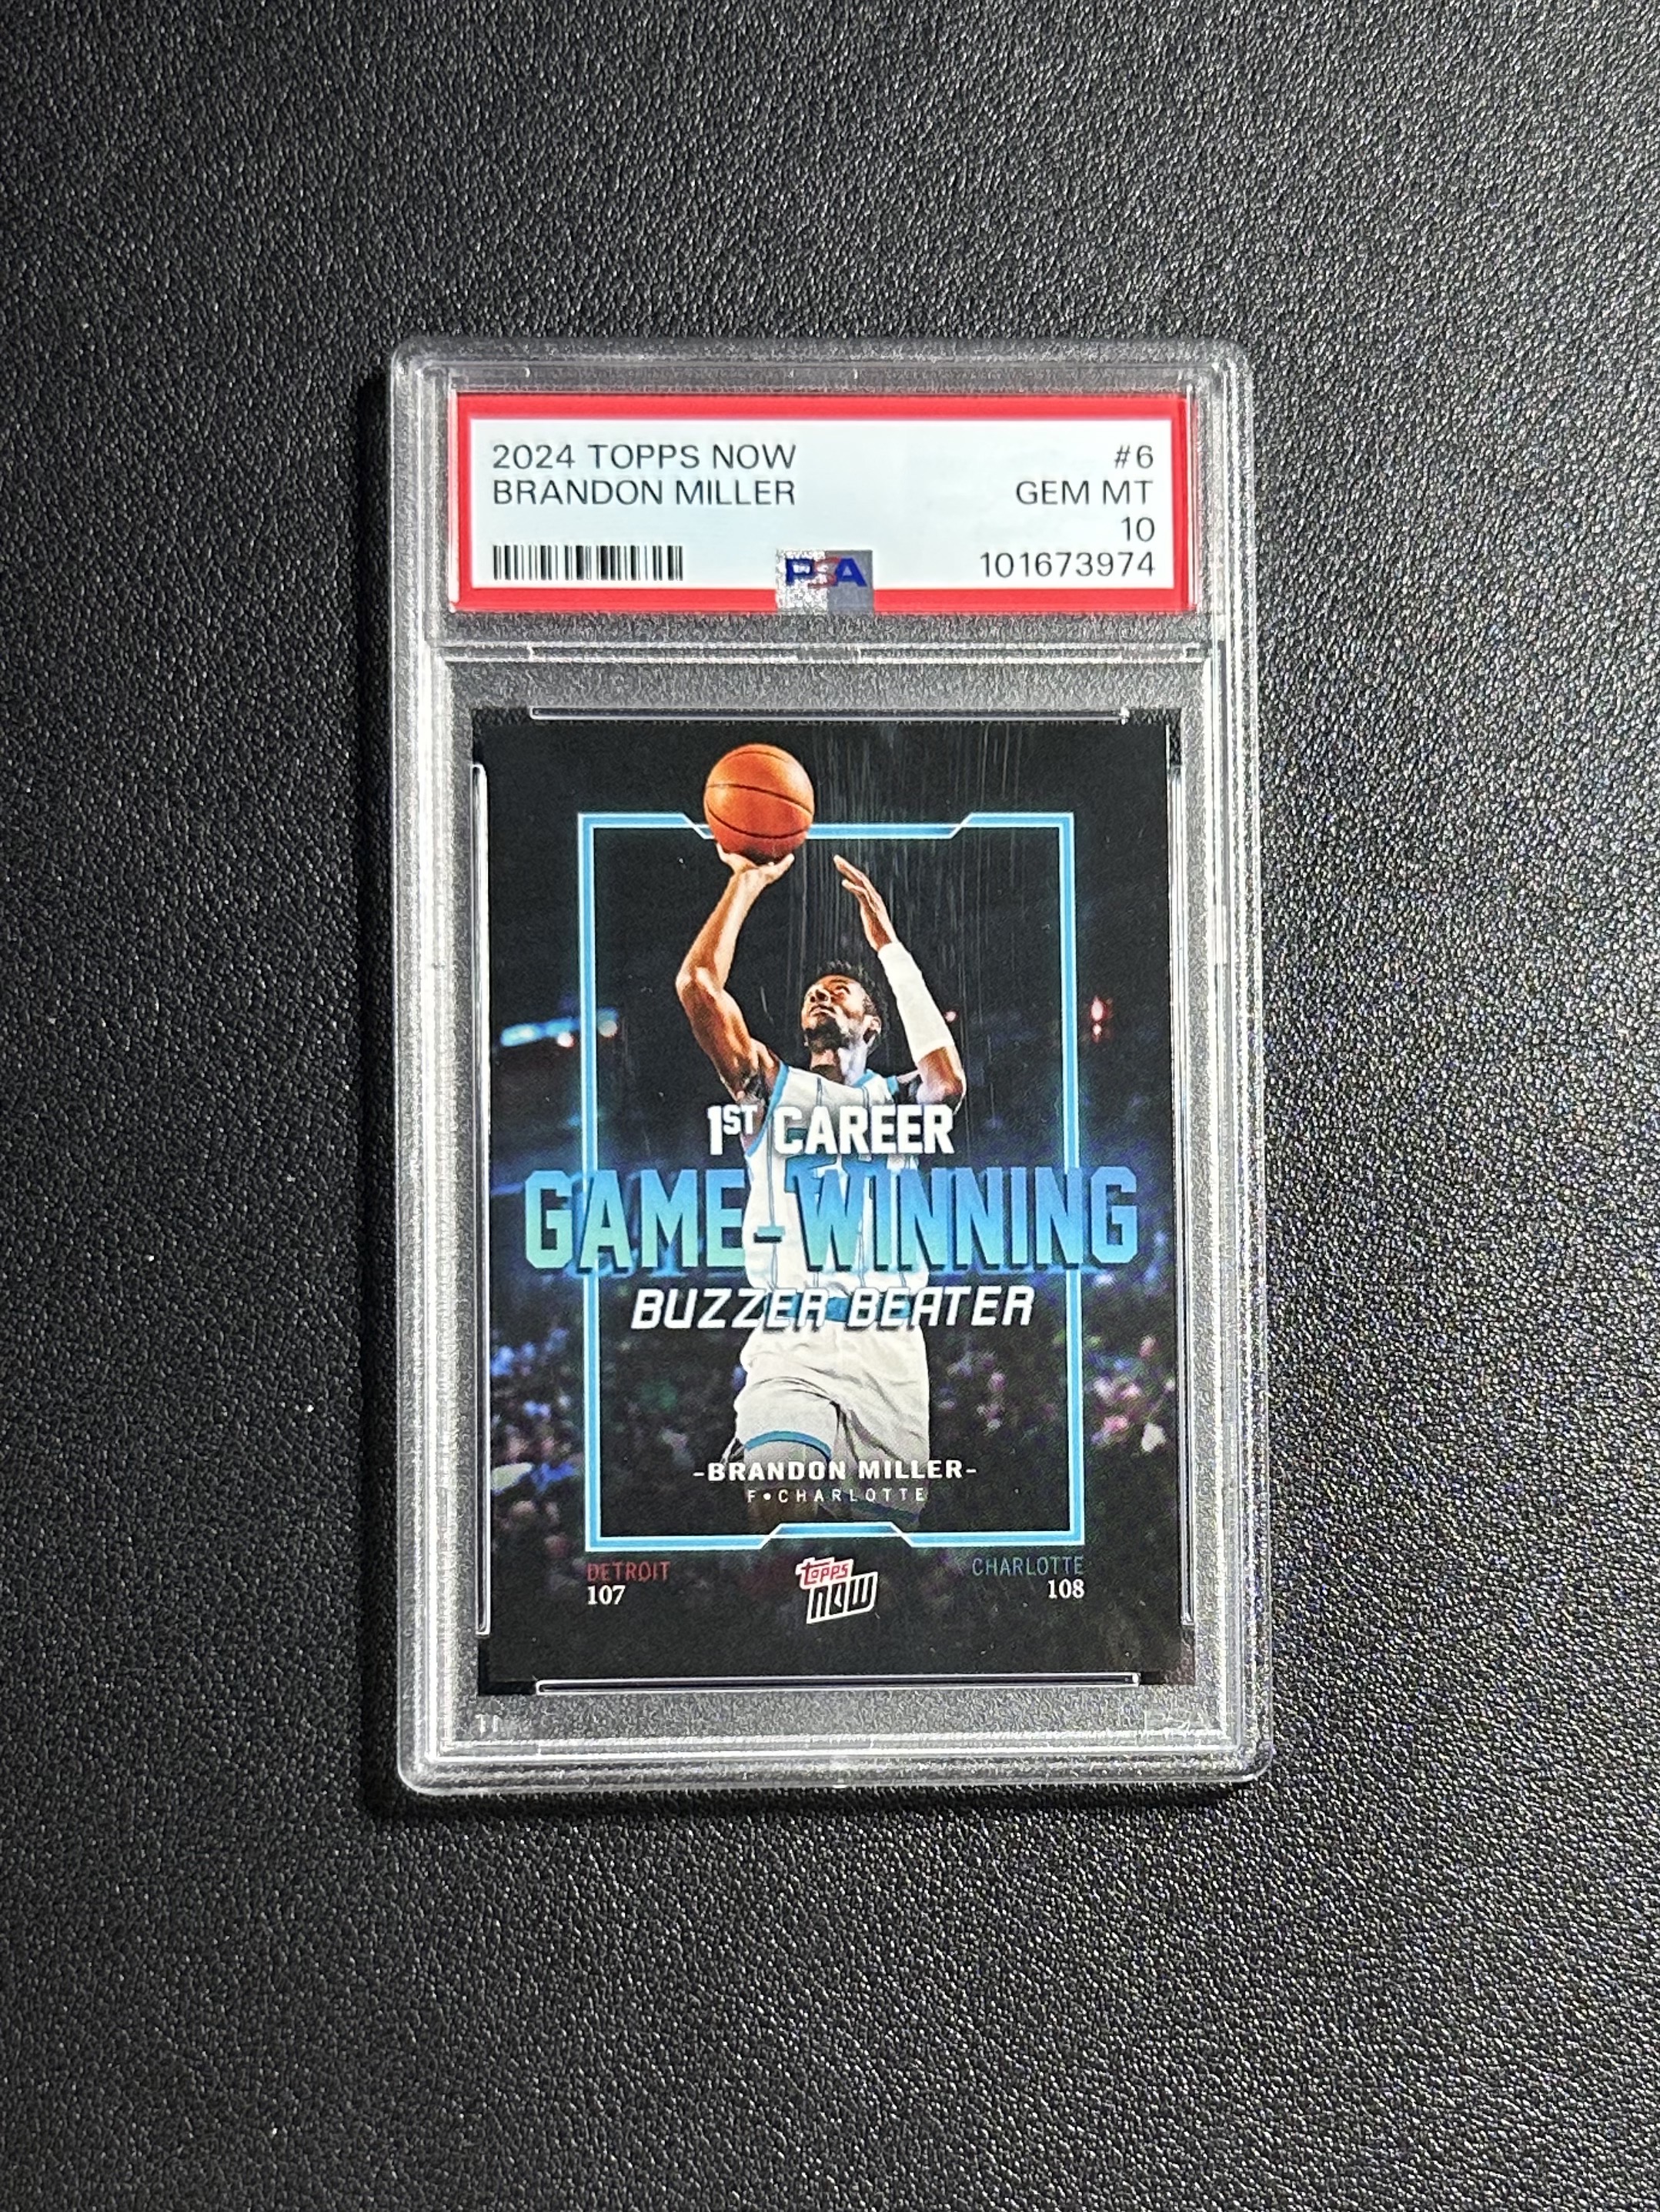 2024 TOPPS NOW #6
BRANDON MILLER GEM MT
10
PSA 101673974
1ST CAREER
GAME-WINNING
BUZZER BEATER
-BRANDON MILLER-
F•CHARLOTTE
DETROIT topps CHARLOTTE
107 NOW 108